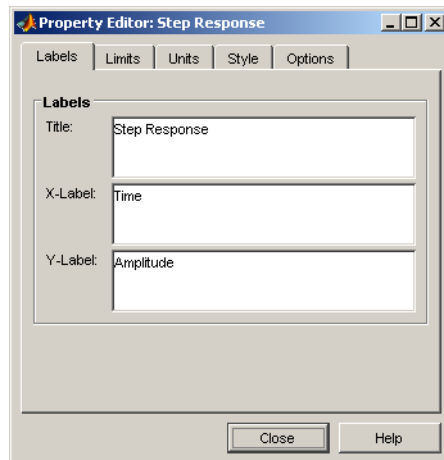 Property Editor: Step Response
Labels Limits Units Style Options
Labels
Title: Step Response
X-Label: Time
Y-Label: Amplitude
Close Help